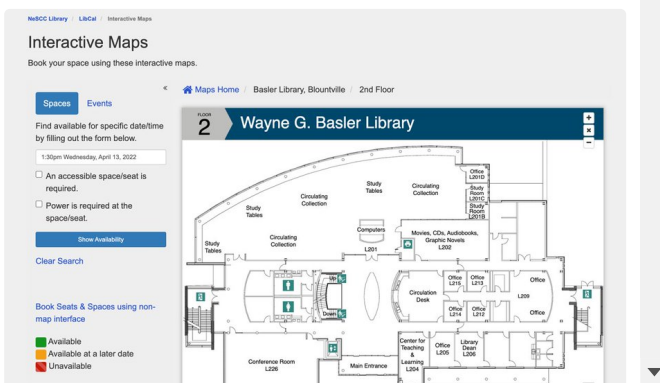 NeSCC Library / LibCal / Interactive Maps
Interactive Maps
Book your space using these interactive maps.
«
Spaces
Events
Find available for specific date/time
by filling out the form below.
1:30pm Wednesday, April 13, 2022
An accessible space/seat is
required.
Power is required at the
space/seat.
Show Availability
Clear Search
Book Seats & Spaces using non-
map interface
Available
Available at a later date
Unavailable
Maps Home / Basler Library, Blountville / 2nd Floor
FLOOR
2
Wayne G. Basler Library
+
×
−
Study
Tables
Circulating
Collection
Study
Tables
Circulating
Collection
Office
L201D
Study
Room
L201C
Study
Room
L201B
Study
Tables
Circulating
Collection
Computers
L201
Movies, CDs, Audiobooks,
Graphic Novels
L202
Up
Down
Circulation
Desk
Office
L215
Office
L213
Office
L214
Office
L212
Office
L209
Office
Conference Room
L226
Main Entrance
Center for
Teaching
&
Learning
L204
Office
L205
Library
Dean
L206